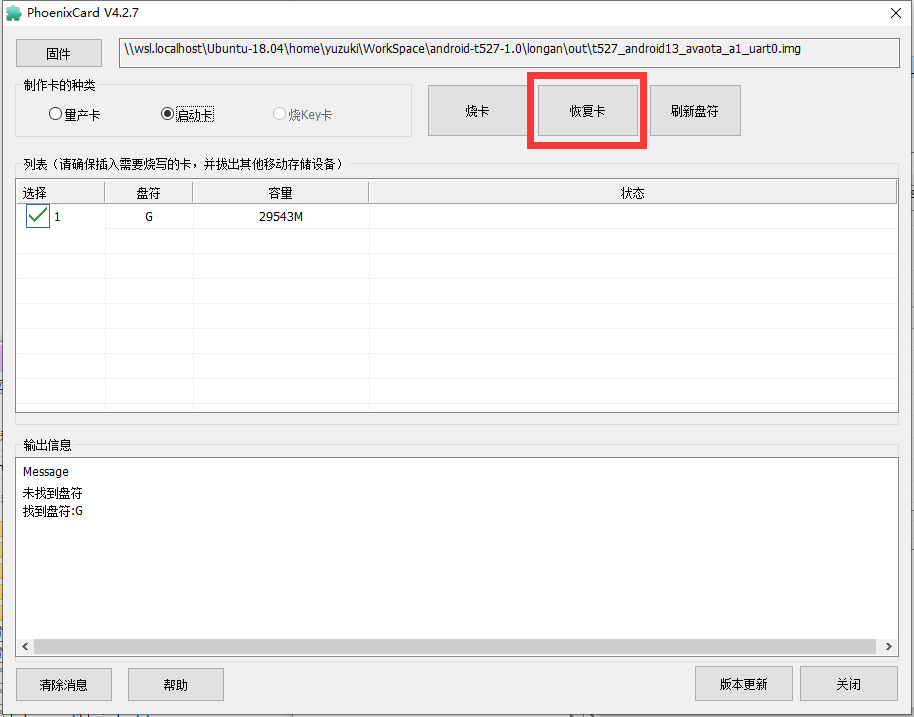 PhoenixCard V4.2.7
固件
\\wsl.localhost\Ubuntu-18.04\home\yuzuki\WorkSpace\android-t527-1.0\longan\out\t527_android13_avaota_a1_uart0.img
制作卡的种类
量产卡
启动卡
烧Key卡
烧卡
恢复卡
刷新盘符
列表（请确保插入需要烧写的卡，并拔出其他移动存储设备）
选择 盘符 容量 状态
1 G 29543M
输出信息
Message
未找到盘符
找到盘符:G
清除消息
帮助
版本更新
关闭